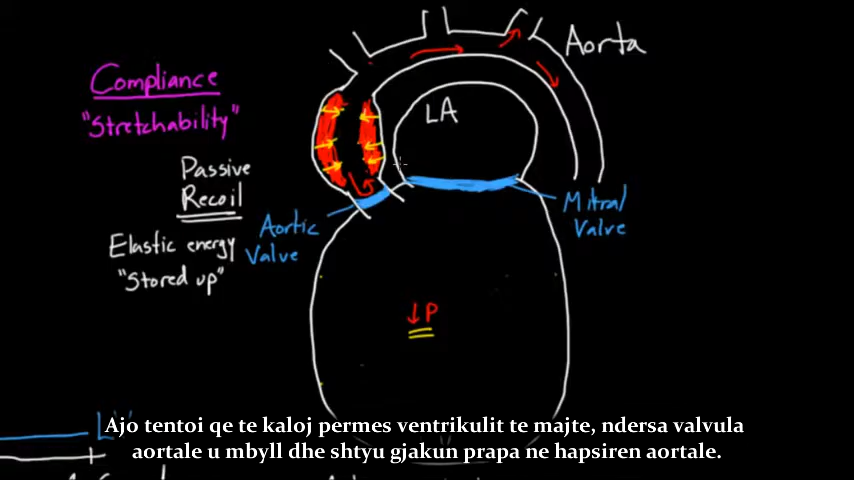 Aorta
Compliance
"Stretchability"
LA
Passive
Recoil
Mitral
Valve
Aortic
Valve
Elastic energy
"Stored up"
↓P
Ajo tentoi qe te kaloj permes ventrikulit te majte, ndersa valvula
aortale u mbyll dhe shtyu gjakun prapa ne hapsiren aortale.